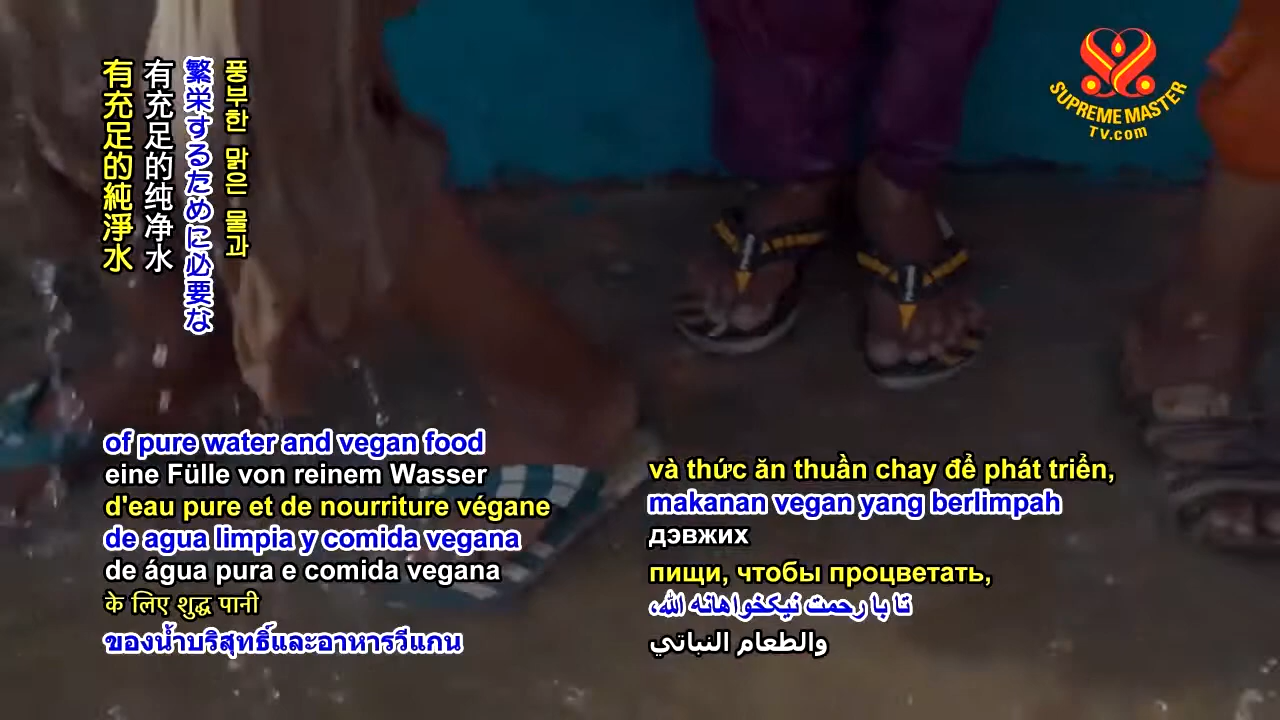 有充足的純淨水
有充足的纯净水
繁栄するために必要な
풍부한 맑은 물과
SUPREME MASTER
TV.com
of pure water and vegan food
eine Fülle von reinem Wasser
d'eau pure et de nourriture végane
de agua limpia y comida vegana
de água pura e comida vegana
के लिए शुद्ध पानी
ของน้ำบริสุทธิ์และอาหารวีแกน
và thức ăn thuần chay để phát triển,
makanan vegan yang berlimpah
дэвжих
пищи, чтобы процветать,
تا با رحمت نیکخواهانه الله،
والطعام النباتي